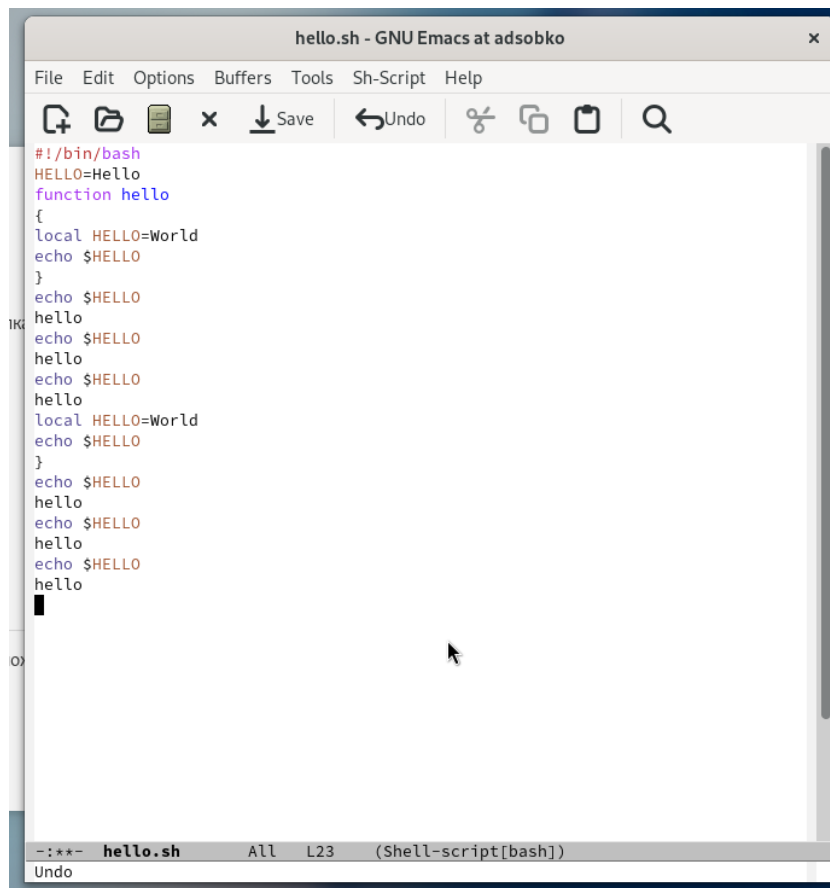 hello.sh - GNU Emacs at adsobko
File Edit Options Buffers Tools Sh-Script Help
Save Undo
#!/bin/bash
HELLO=Hello
function hello
{
local HELLO=World
echo $HELLO
}
echo $HELLO
hello
echo $HELLO
hello
echo $HELLO
hello
local HELLO=World
echo $HELLO
}
echo $HELLO
hello
echo $HELLO
hello
echo $HELLO
hello
-:**- hello.sh All L23 (Shell-script[bash])
Undo